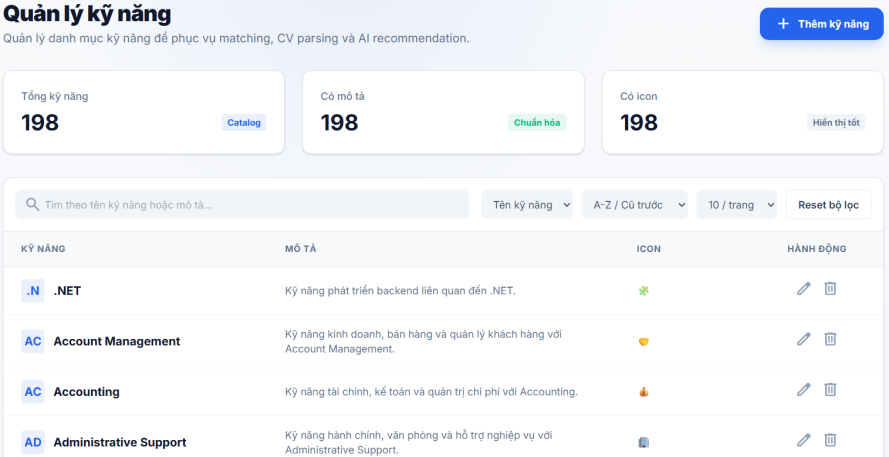 Quản lý kỹ năng
Quản lý danh mục kỹ năng để phục vụ matching, CV parsing và AI recommendation.
+ Thêm kỹ năng
Tổng kỹ năng
198
Catalog
Có mô tả
198
Chuẩn hóa
Có icon
198
Hiển thị tốt
Tìm theo tên kỹ năng hoặc mô tả...
Tên kỹ năng
A-Z / Cũ trước
10 / trang
Reset bộ lọc
KỸ NĂNG
MÔ TẢ
ICON
HÀNH ĐỘNG
.N
.NET
Kỹ năng phát triển backend liên quan đến .NET.
AC
Account Management
Kỹ năng kinh doanh, bán hàng và quản lý khách hàng với
Account Management.
AC
Accounting
Kỹ năng tài chính, kế toán và quản trị chi phí với Accounting.
AD
Administrative Support
Kỹ năng hành chính, văn phòng và hỗ trợ nghiệp vụ với
Administrative Support.